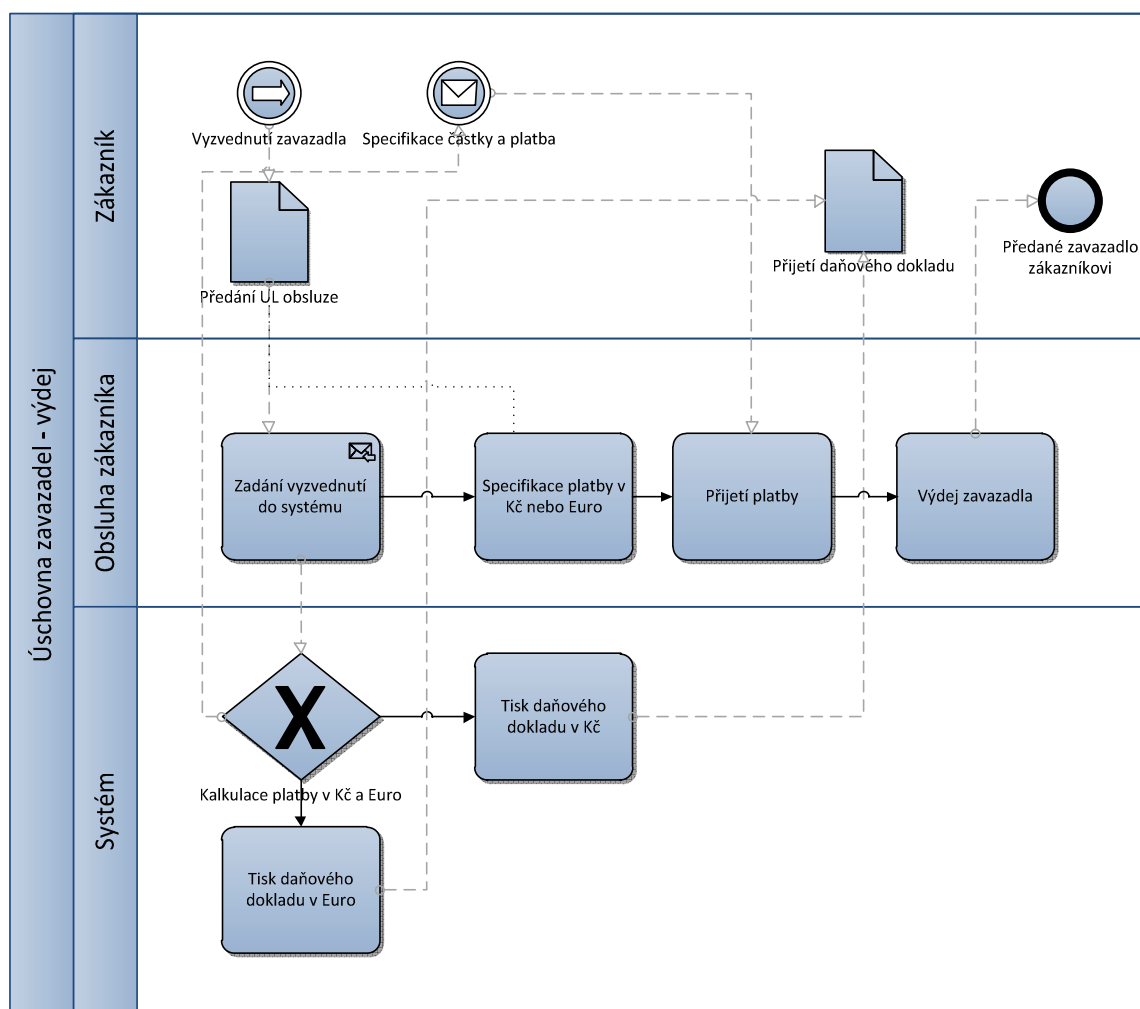 Úschovna zavazadel - výdej
Zákazník
Vyzvednutí zavazadla
Specifikace částky a platba
Předání UL obsluze
Přijetí daňového dokladu
Předané zavazadlo
zákazníkovi
Obsluha zákazníka
Zadání vyzvednutí
do systému
Specifikace platby v
Kč nebo Euro
Přijetí platby
Výdej zavazadla
Systém
X
Kalkulace platby v Kč a Euro
Tisk daňového
dokladu v Kč
Tisk daňového
dokladu v Euro